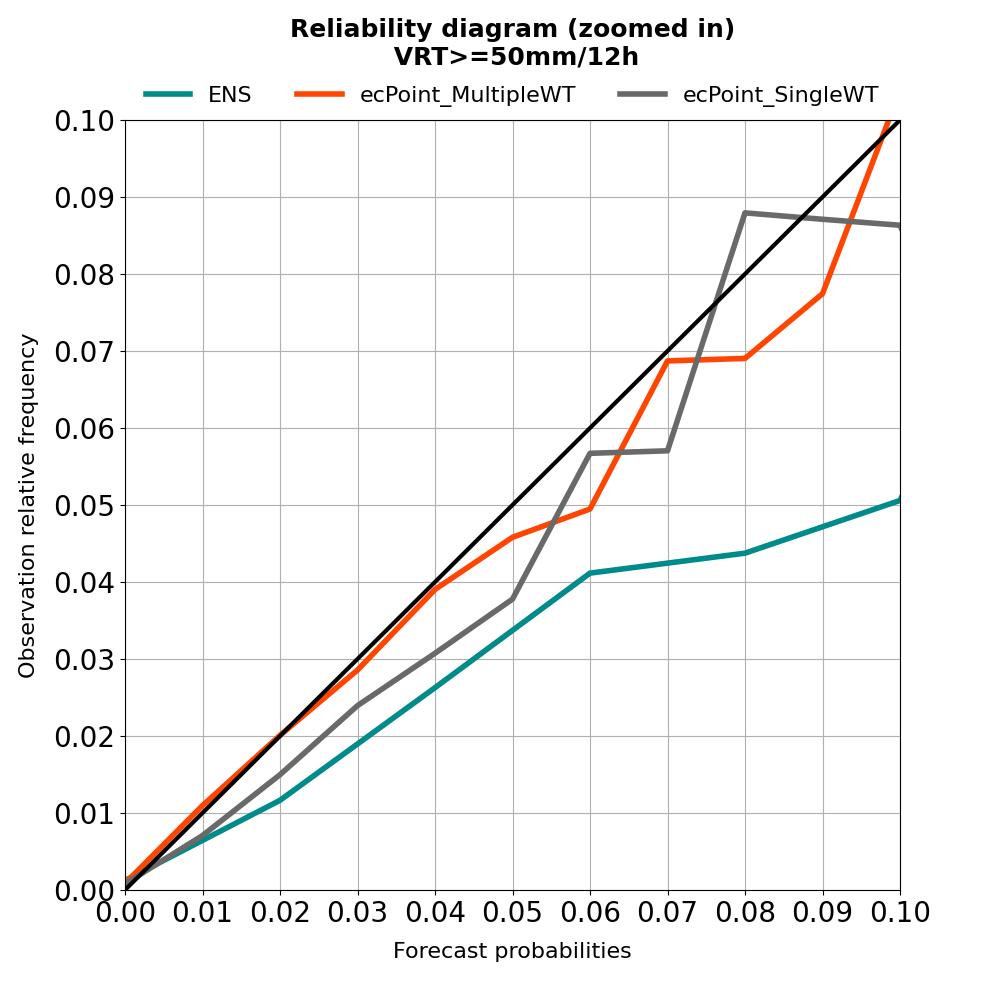 Reliability diagram (zoomed in)
VRT>=50mm/12h
ENS ecPoint_MultipleWT ecPoint_SingleWT
0.10
0.09
0.08
0.07
0.06
0.05
0.04
0.03
0.02
0.01
0.00
Observation relative frequency
0.00 0.01 0.02 0.03 0.04 0.05 0.06 0.07 0.08 0.09 0.10
Forecast probabilities